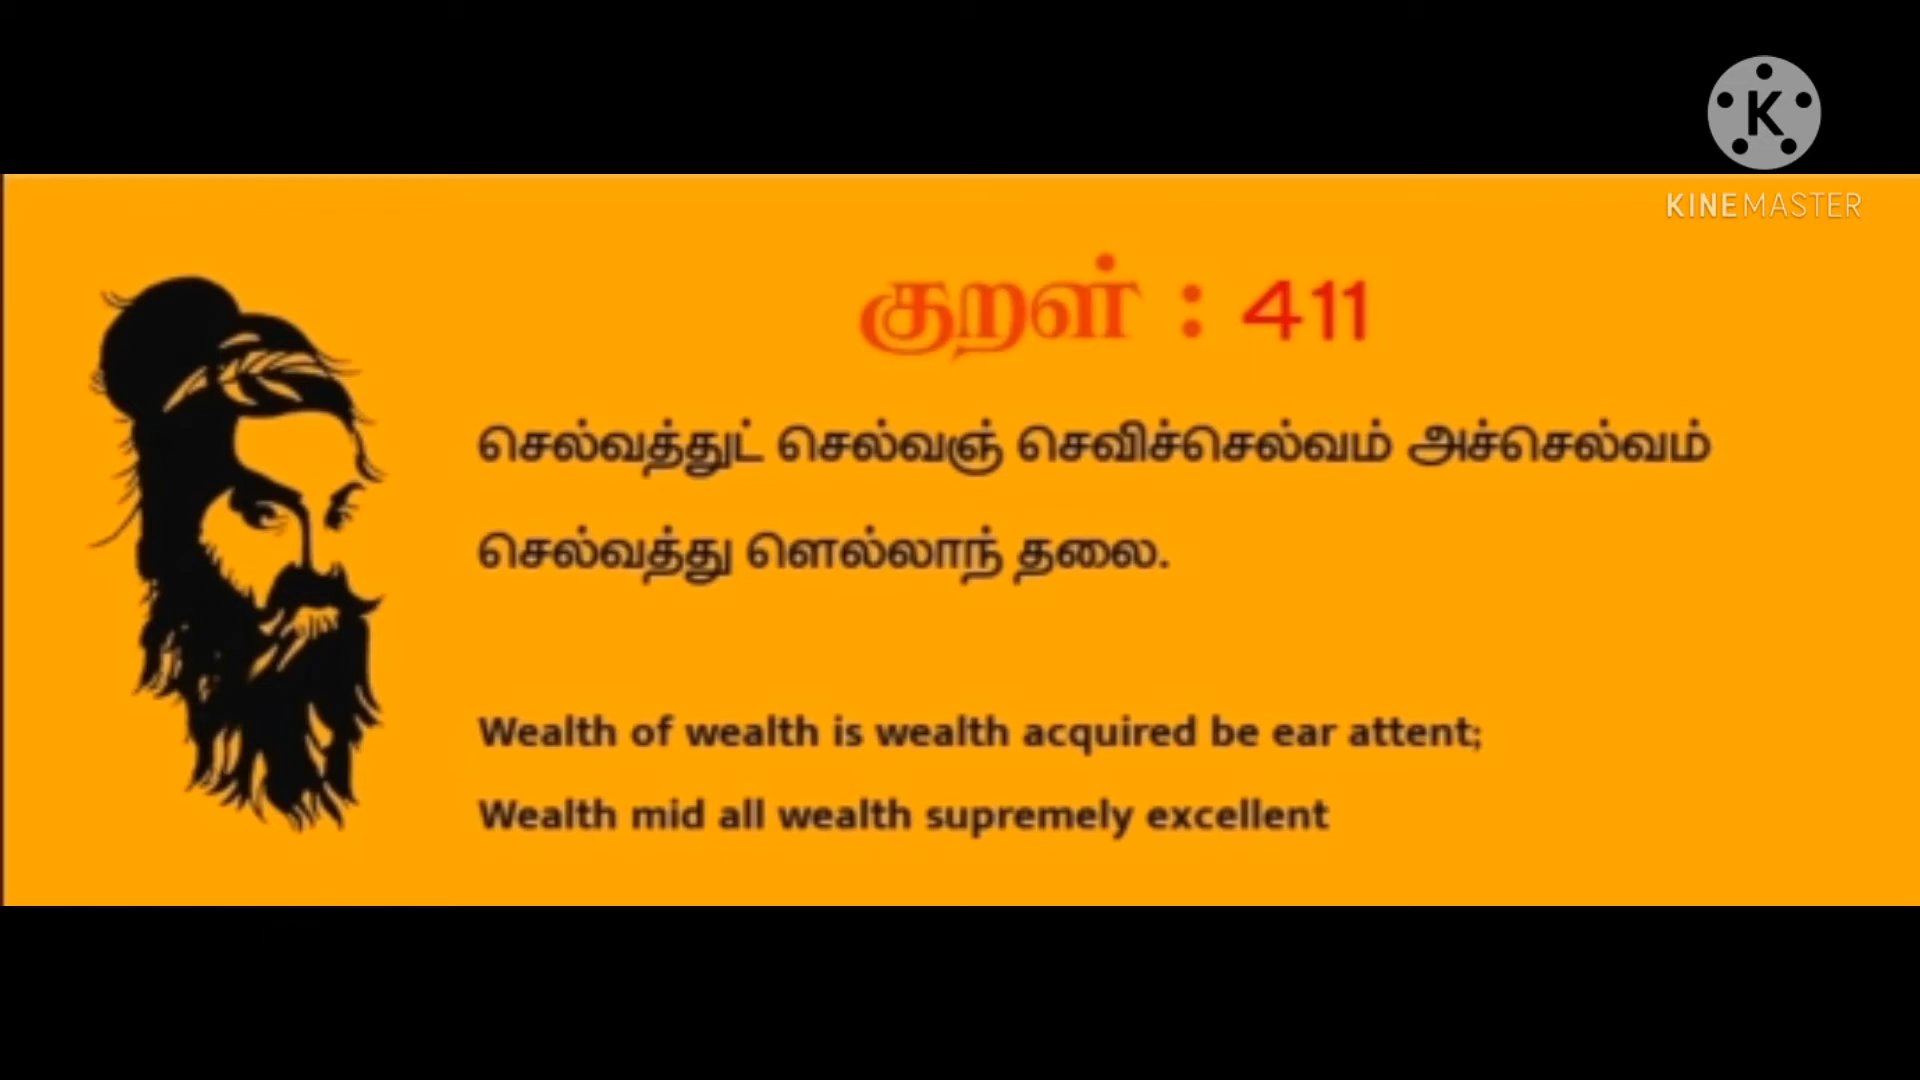 K
KINEMASTER
குறள் : 411
செல்வத்துட் செல்வஞ் செவிச்செல்வம் அச்செல்வம்
செல்வத்து ளெல்லாந் தலை.
Wealth of wealth is wealth acquired be ear attent;
Wealth mid all wealth supremely excellent